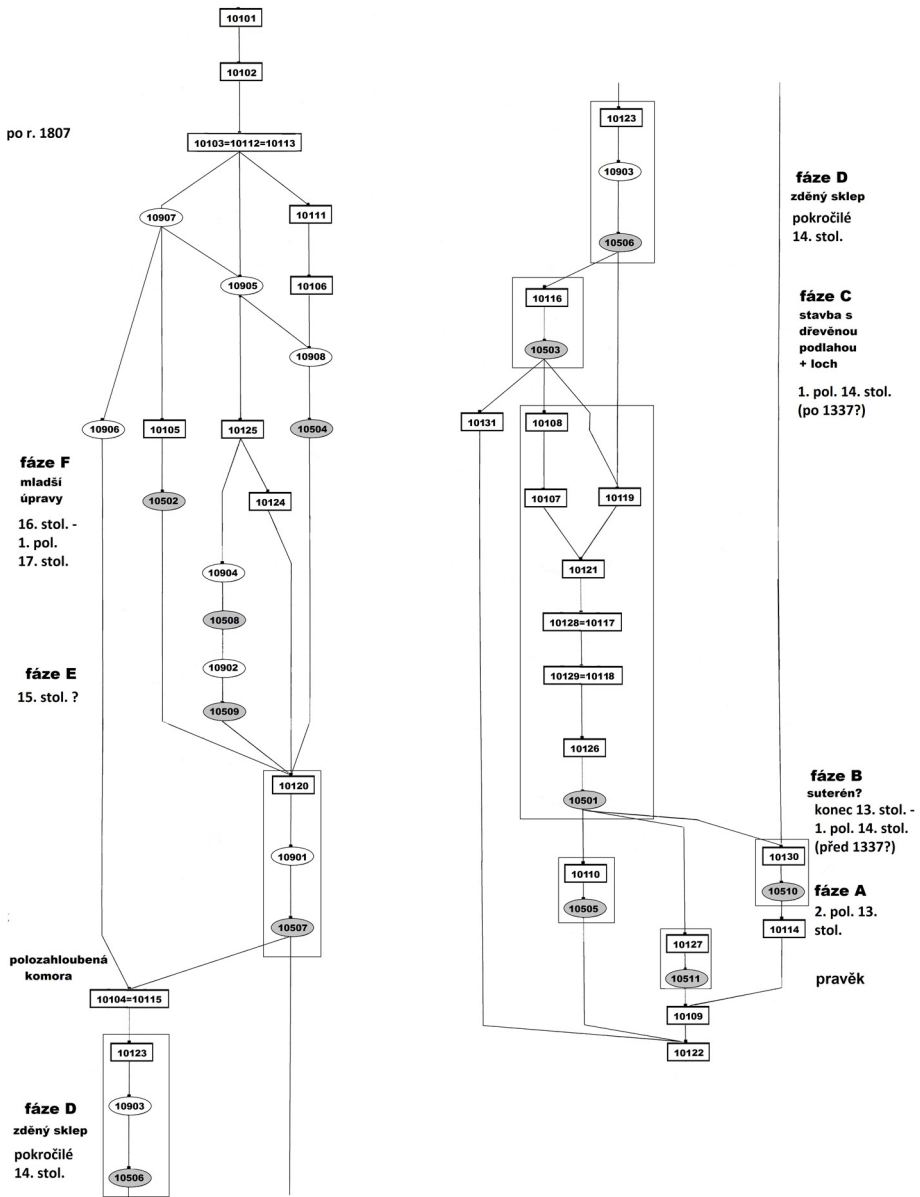 10101
10102
po r. 1807
10103=10112=10113
10907
10111
10905
10106
10908
10906
10105
10125
10504
fáze F
mladší
úpravy
16. stol. -
1. pol.
17. stol.
10502
10124
10904
10508
10902
fáze E
15. stol. ?
10509
10120
10901
10507
polozahloubená
komora
10104=10115
10123
10903
fáze D
zděný sklep
pokročilé
14. stol.
10506
10123
10903
10506
fáze D
zděný sklep
pokročilé
14. stol.
10116
10503
fáze C
stavba s
dřevěnou
podlahou
+ loch
1. pol. 14. stol.
(po 1337?)
10131
10108
10107
10119
10121
10128=10117
10129=10118
10126
10501
fáze B
suterén?
konec 13. stol. -
1. pol. 14. stol.
(před 1337?)
10130
10110
10510
10505
fáze A
2. pol. 13.
stol.
10114
10127
10511
pravěk
10109
10122